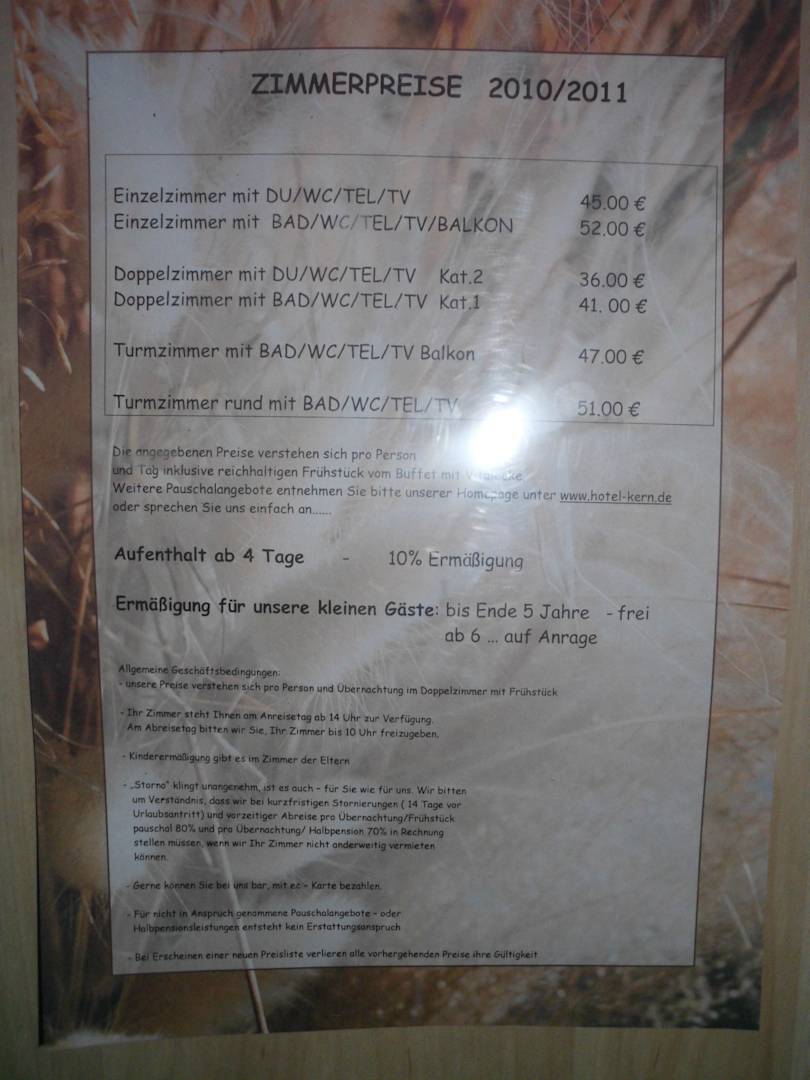 ZIMMERPREISE 2010/2011
Einzelzimmer mit DU/WC/TEL/TV 45.00 €
Einzelzimmer mit BAD/WC/TEL/TV/BALKON 52.00 €
Doppelzimmer mit DU/WC/TEL/TV Kat.2 36.00 €
Doppelzimmer mit BAD/WC/TEL/TV Kat.1 41. 00 €
Turmzimmer mit BAD/WC/TEL/TV Balkon 47.00 €
Turmzimmer rund mit BAD/WC/TEL/TV 51.00 €
Die angegebenen Preise verstehen sich pro Person
und Tag inklusive reichhaltigen Frühstück vom Buffet mit
Weitere Pauschalangebote entnehmen Sie bitte unserer Homepage unter www.hotel-kern.de
oder sprechen Sie uns einfach an......
Aufenthalt ab 4 Tage - 10% Ermäßigung
Ermäßigung für unsere kleinen Gäste: bis Ende 5 Jahre - frei
ab 6 ... auf Anrage
Allgemeine Geschäftsbedingungen:
- unsere Preise verstehen sich pro Person und Übernachtung im Doppelzimmer mit Frühstück
- Ihr Zimmer steht Ihnen am Anreisetag ab 14 Uhr zur Verfügung.
Am Abreisetag bitten wir Sie, Ihr Zimmer bis 10 Uhr freizugeben.
- Kinderermäßigung gibt es im Zimmer der Eltern
- „Storno" klingt unangenehm, ist es auch – für Sie wie für uns. Wir bitten
um Verständnis, dass wir bei kurzfristigen Stornierungen ( 14 Tage vor
Urlaubsantritt) und vorzeitiger Abreise pro Übernachtung/Frühstück
pauschal 80% und pro Übernachtung/ Halbpension 70% in Rechnung
stellen müssen, wenn wir Ihr Zimmer nicht anderweitig vermieten
können.
- Gerne können Sie bei uns bar, mit ec – Karte bezahlen.
- Für nicht in Anspruch genommene Pauschalangebote – oder
Halbpensionsleistungen entsteht kein Erstattungsanspruch
- Bei Erscheinen einer neuen Preisliste verlieren alle vorhergehenden Preise ihre Gültigkeit